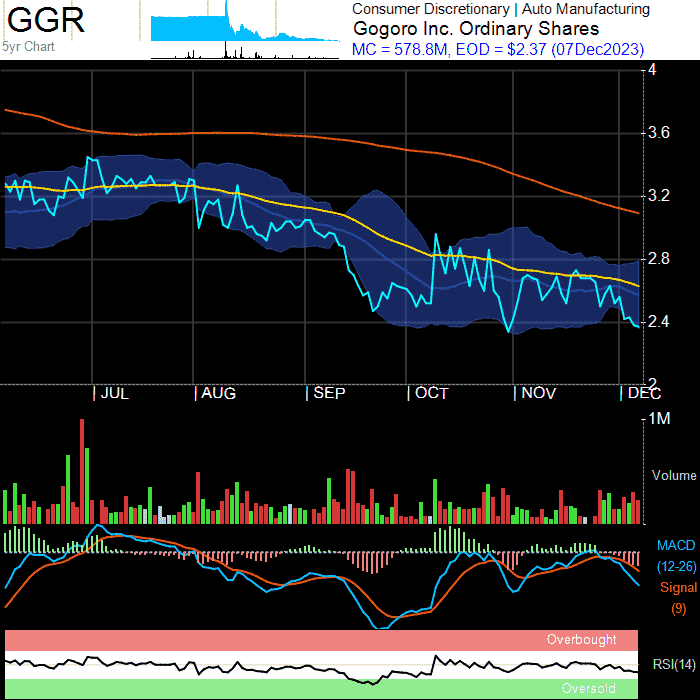 GGR
5yr Chart
Consumer Discretionary | Auto Manufacturing
Gogoro Inc. Ordinary Shares
MC = 578.8M, EOD = $2.37 (07Dec2023)
4
3.6
3.2
2.8
2.4
2
JUL AUG SEP OCT NOV DEC
1M
Volume
MACD
(12-26)
Signal
(9)
Overbought
RSI(14)
Oversold